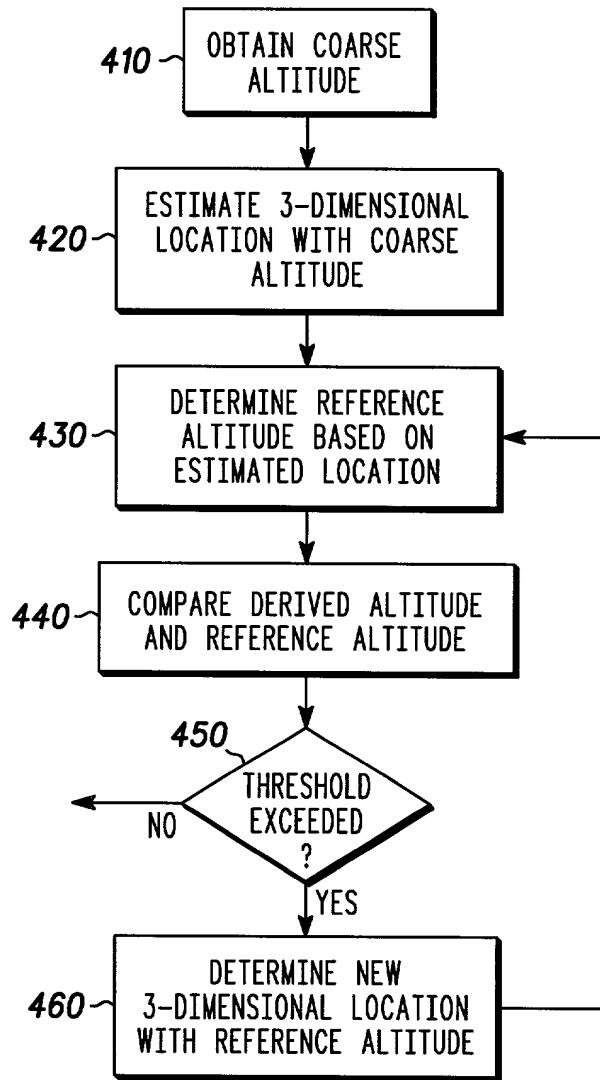 410
OBTAIN COARSE
ALTITUDE
420
ESTIMATE 3-DIMENSIONAL
LOCATION WITH COARSE
ALTITUDE
430
DETERMINE REFERENCE
ALTITUDE BASED ON
ESTIMATED LOCATION
440
COMPARE DERIVED ALTITUDE
AND REFERENCE ALTITUDE
450
THRESHOLD
EXCEEDED
?
NO
YES
460
DETERMINE NEW
3-DIMENSIONAL LOCATION
WITH REFERENCE ALTITUDE